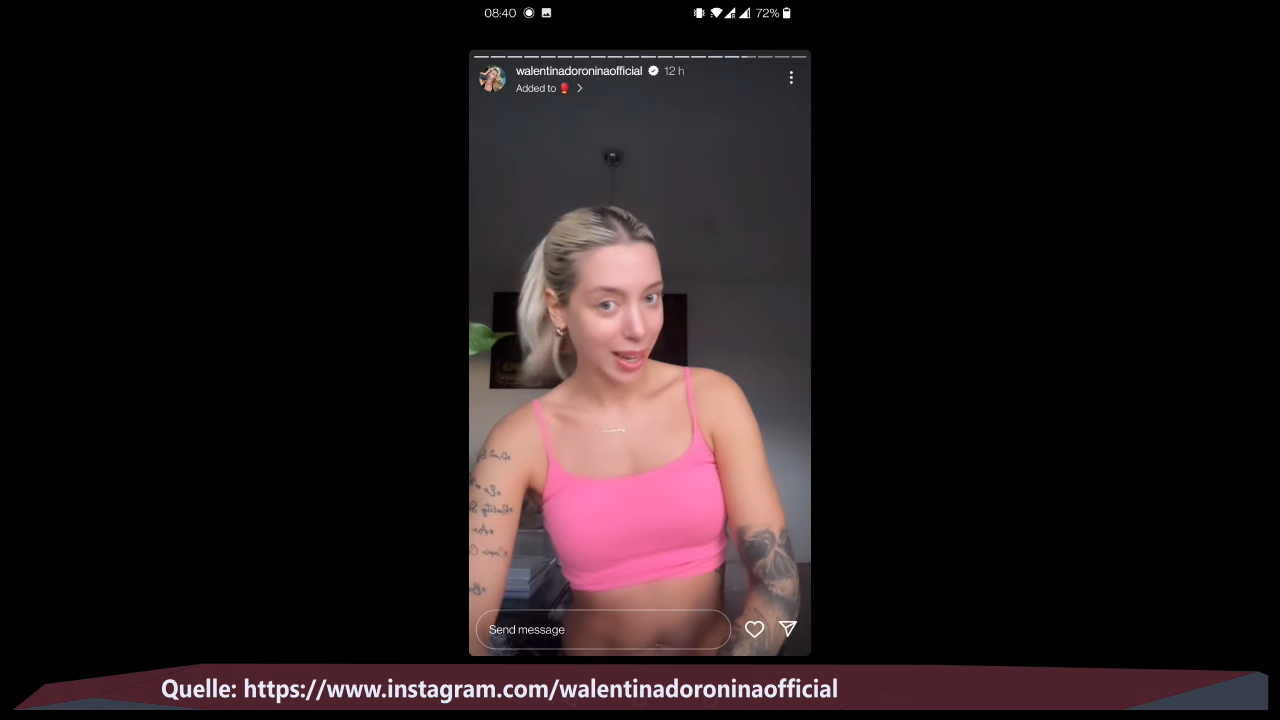 08:40 72%
walentinadoroninaofficial 12 h
Added to
Send message
Quelle: https://www.instagram.com/walentinadoroninaofficial